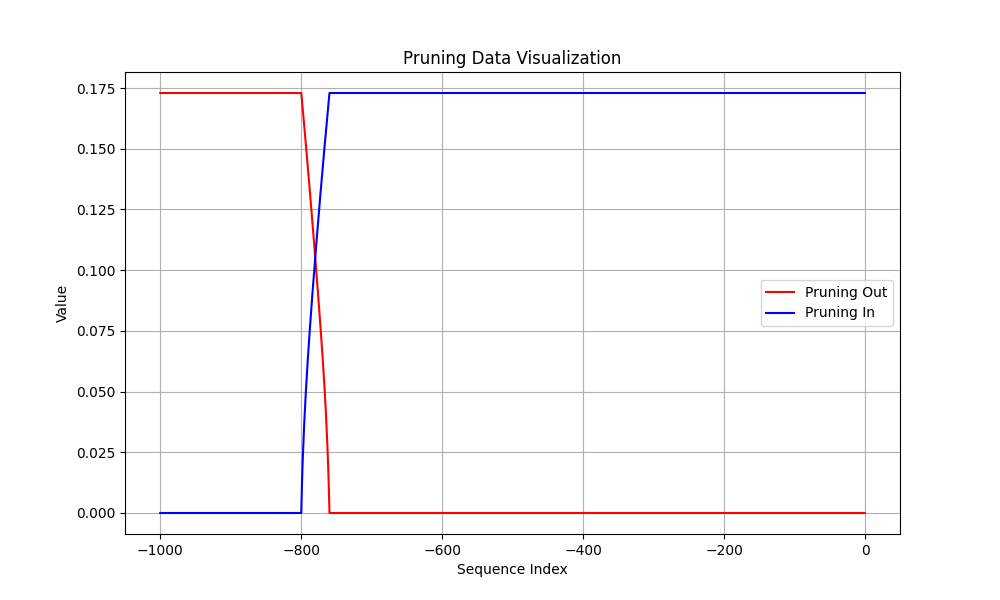 Pruning Data Visualization
Value
0.175
0.150
0.125
0.100
0.075
0.050
0.025
0.000
Pruning Out
Pruning In
−1000 −800 −600 −400 −200 0
Sequence Index